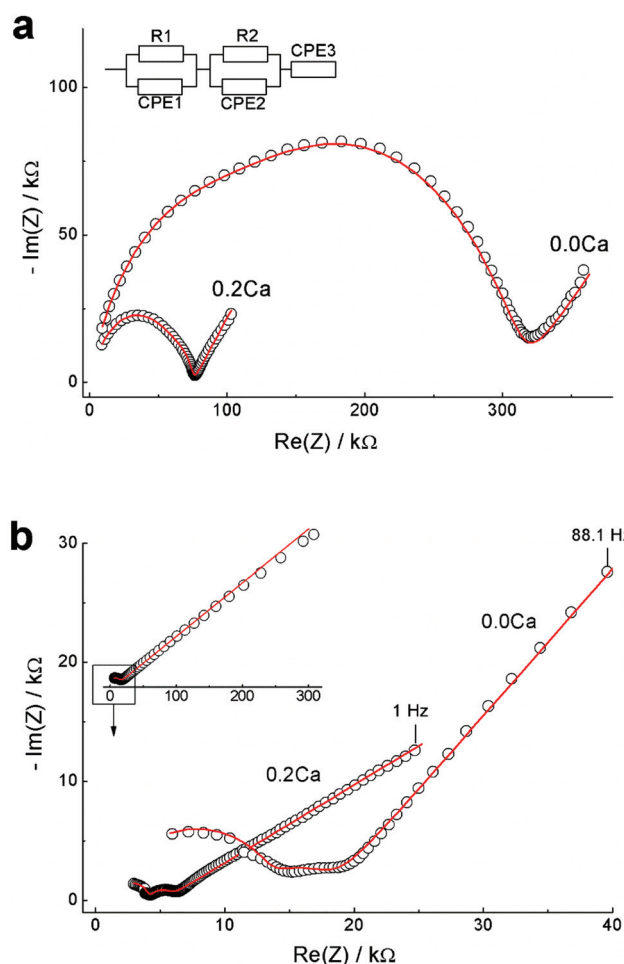 a
R1 R2 CPE3
CPE1 CPE2
100
50
0
- Im(Z) / kΩ
0.0Ca
0.2Ca
0 100 200 300
Re(Z) / kΩ
b
30
20
10
0
- Im(Z) / kΩ
88.1 Hz
0.0Ca
0 100 200 300
1 Hz
0.2Ca
0 10 20 30 40
Re(Z) / kΩ